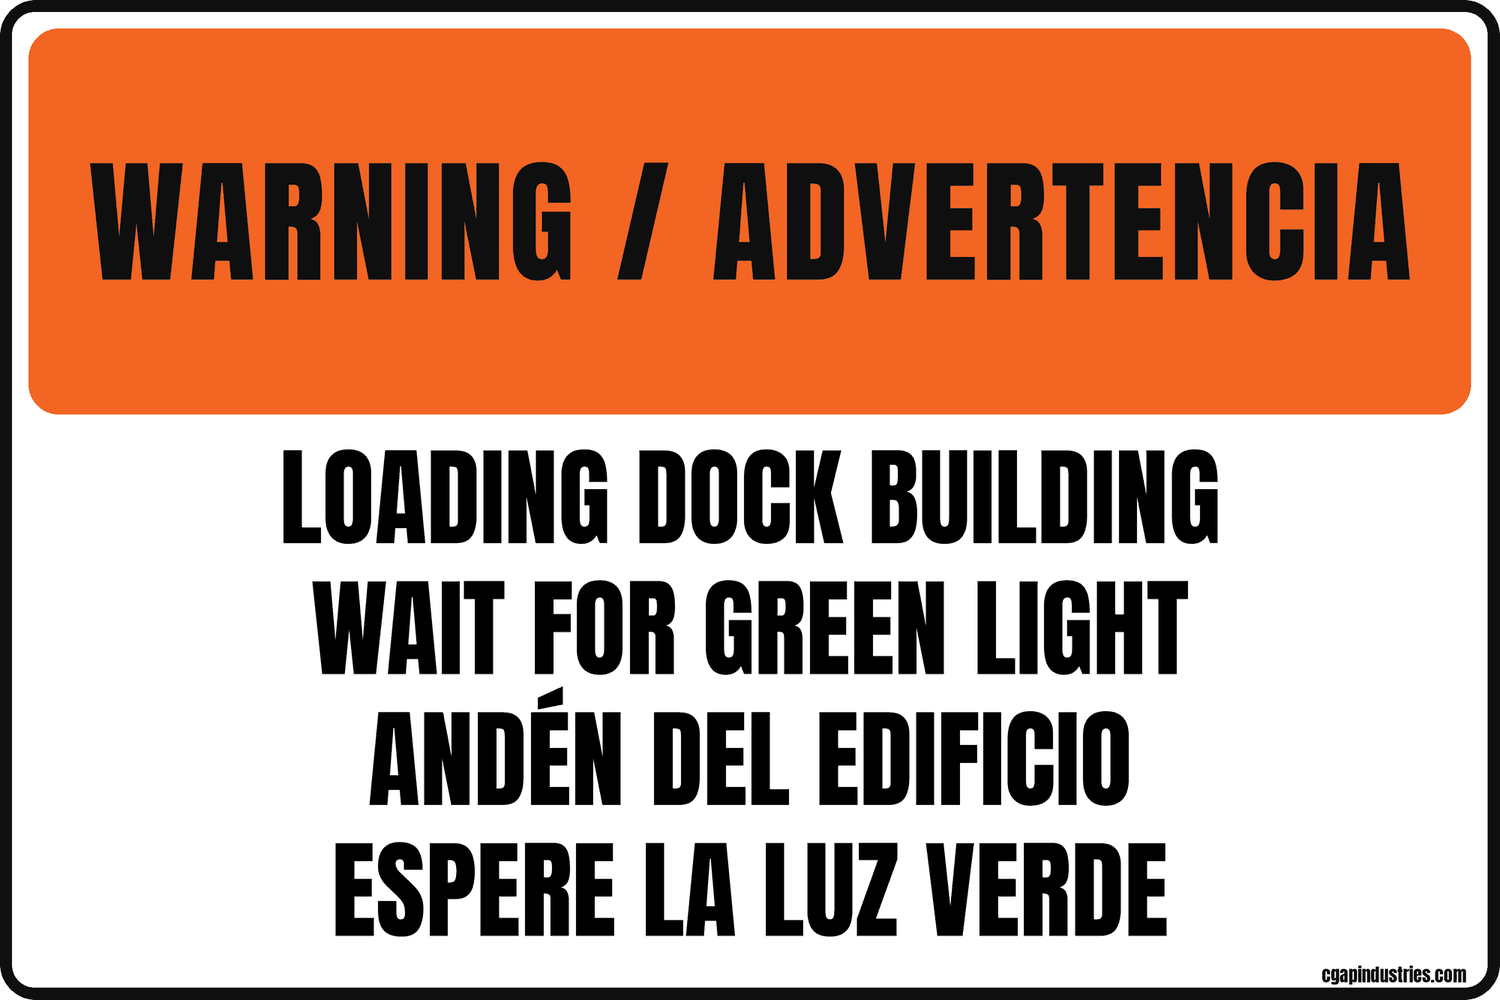 WARNING / ADVERTENCIA
LOADING DOCK BUILDING
WAIT FOR GREEN LIGHT
ANDÉN DEL EDIFICIO
ESPERE LA LUZ VERDE
cgapindustries.com